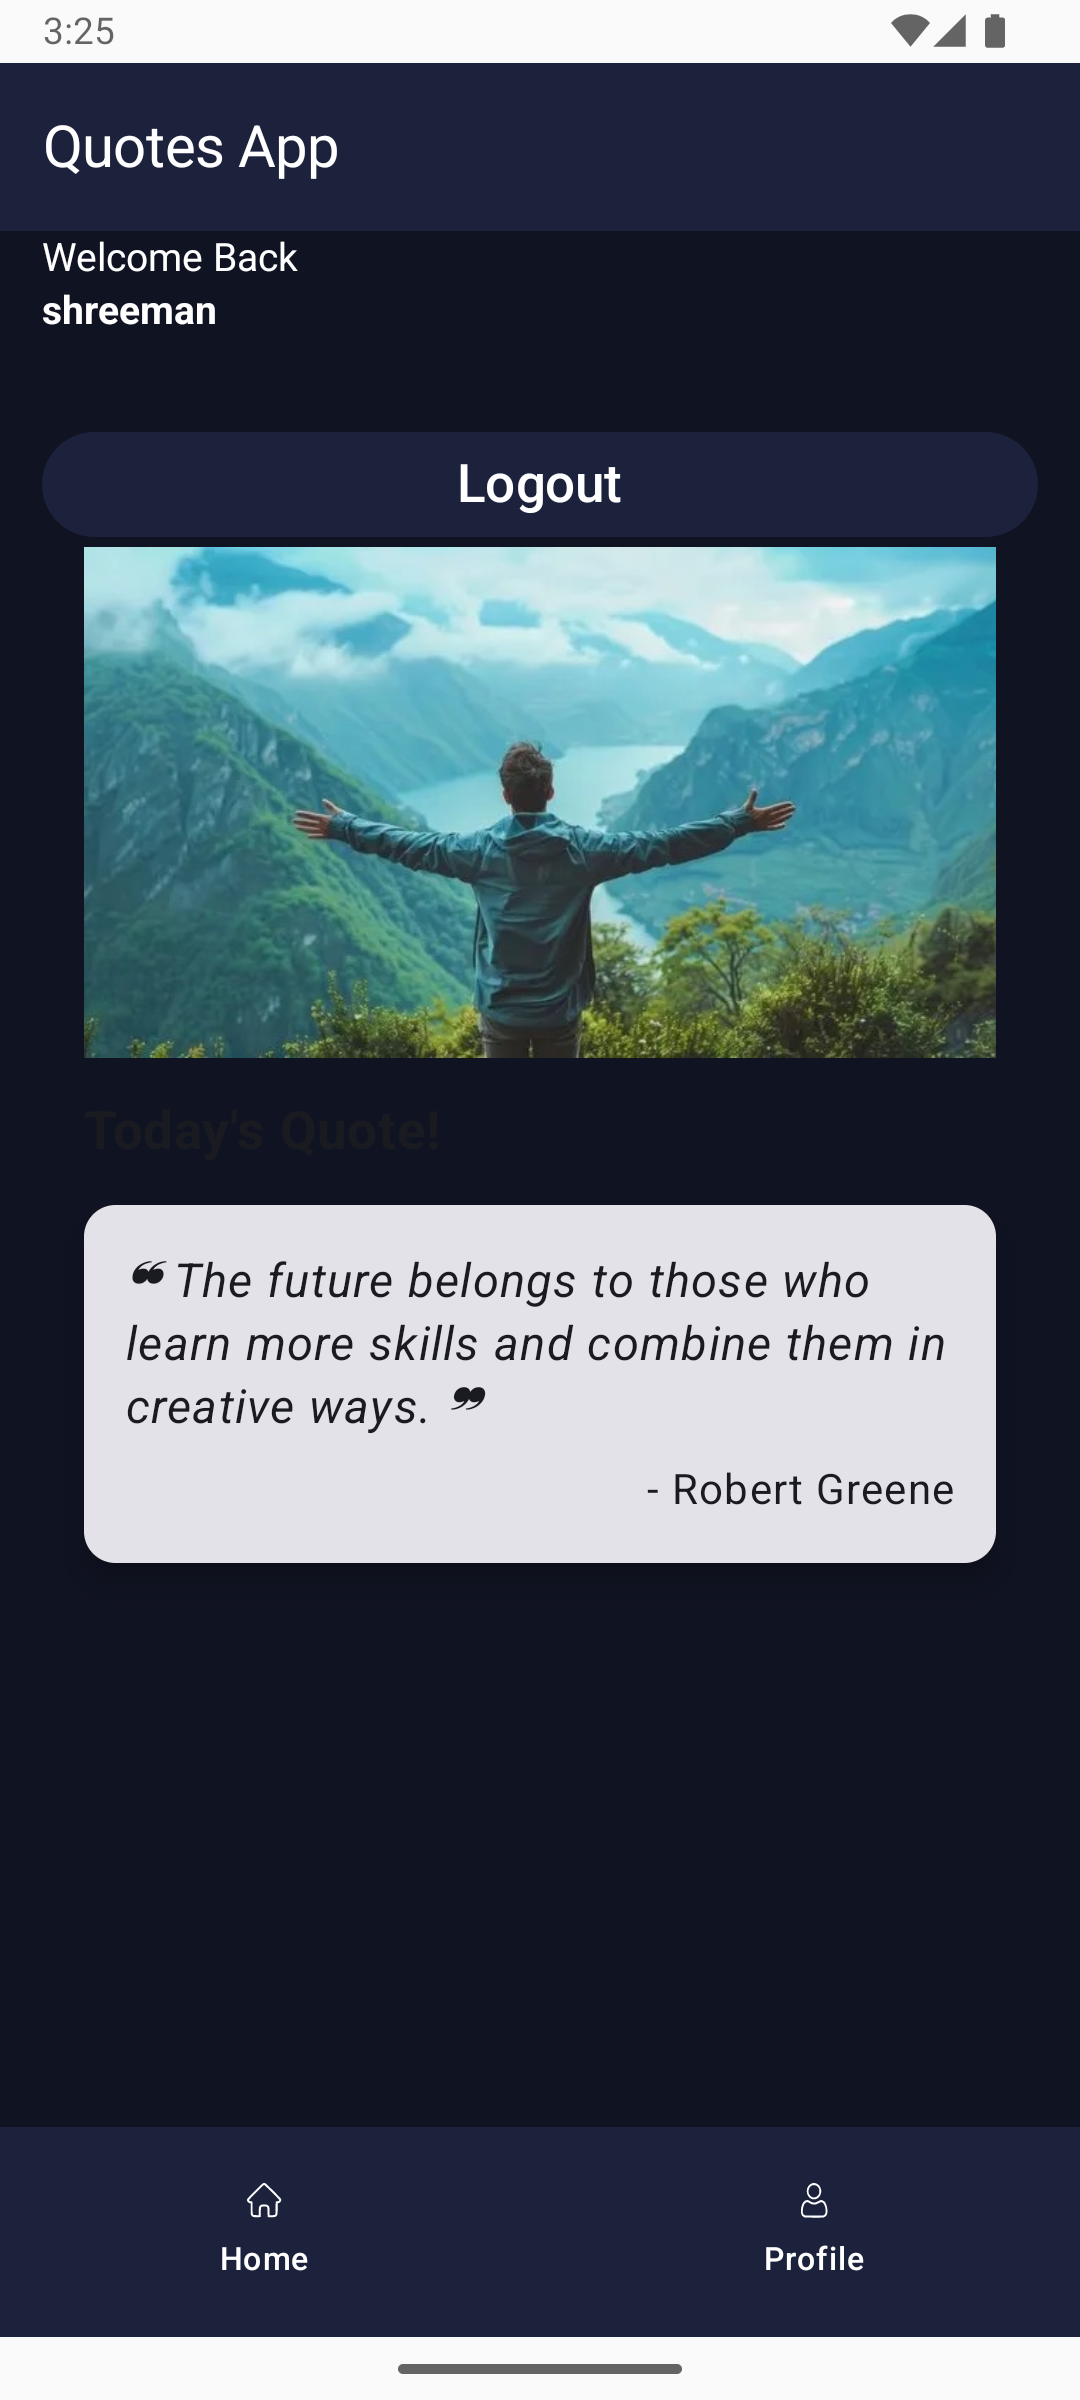 3:25
Quotes App
Welcome Back
shreeman
Logout
Today's Quote!
❝ The future belongs to those who
learn more skills and combine them in
creative ways. ❞
- Robert Greene
Home
Profile